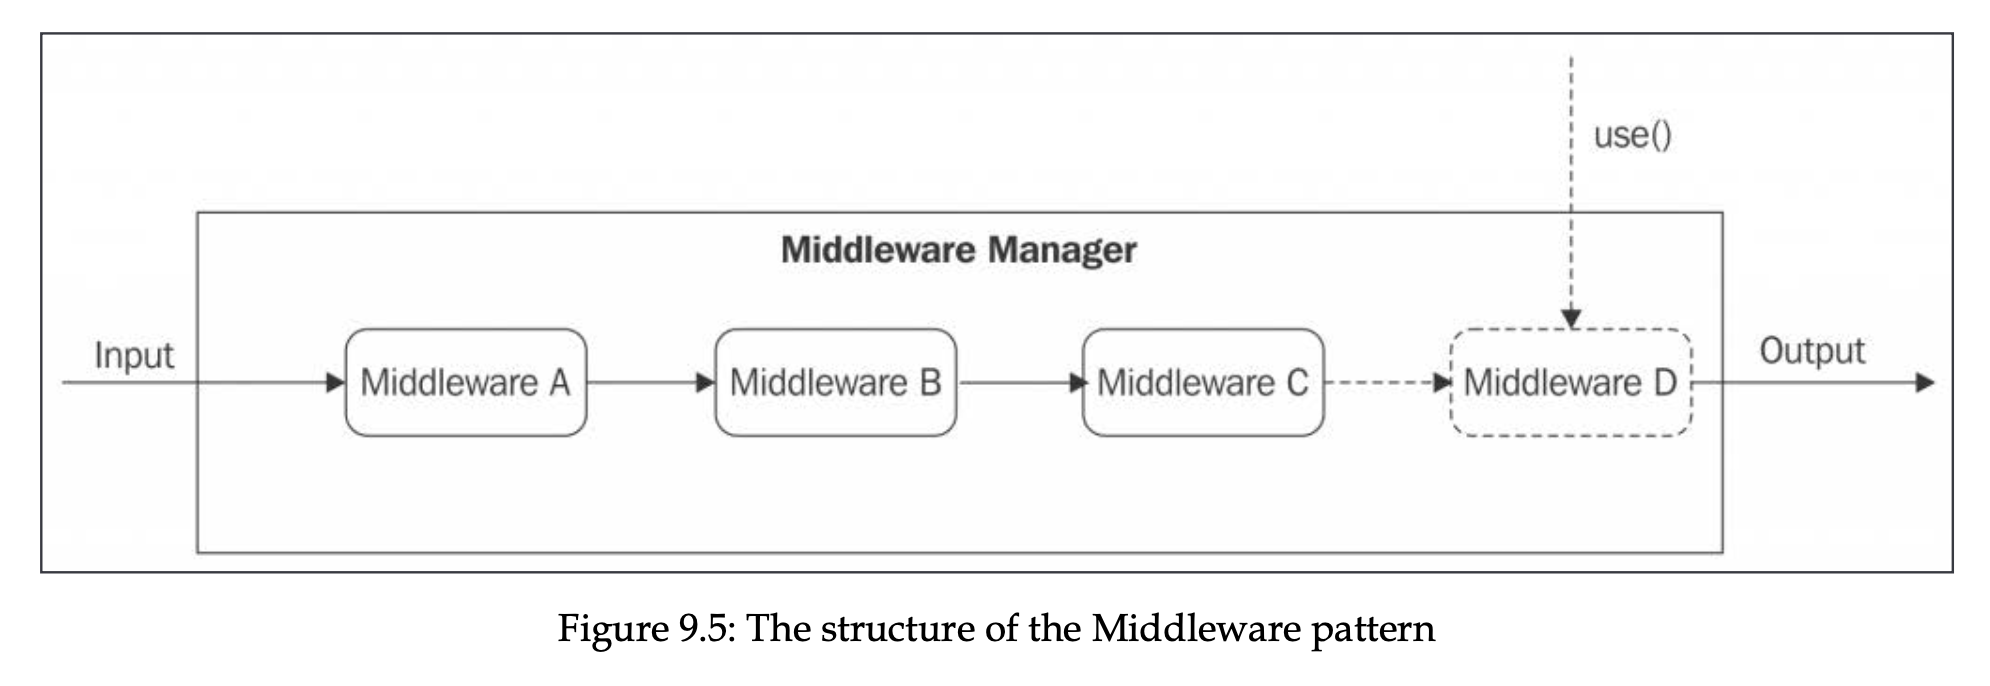 use()
Middleware Manager
Input
Middleware A
Middleware B
Middleware C
Middleware D
Output
Figure 9.5: The structure of the Middleware pattern